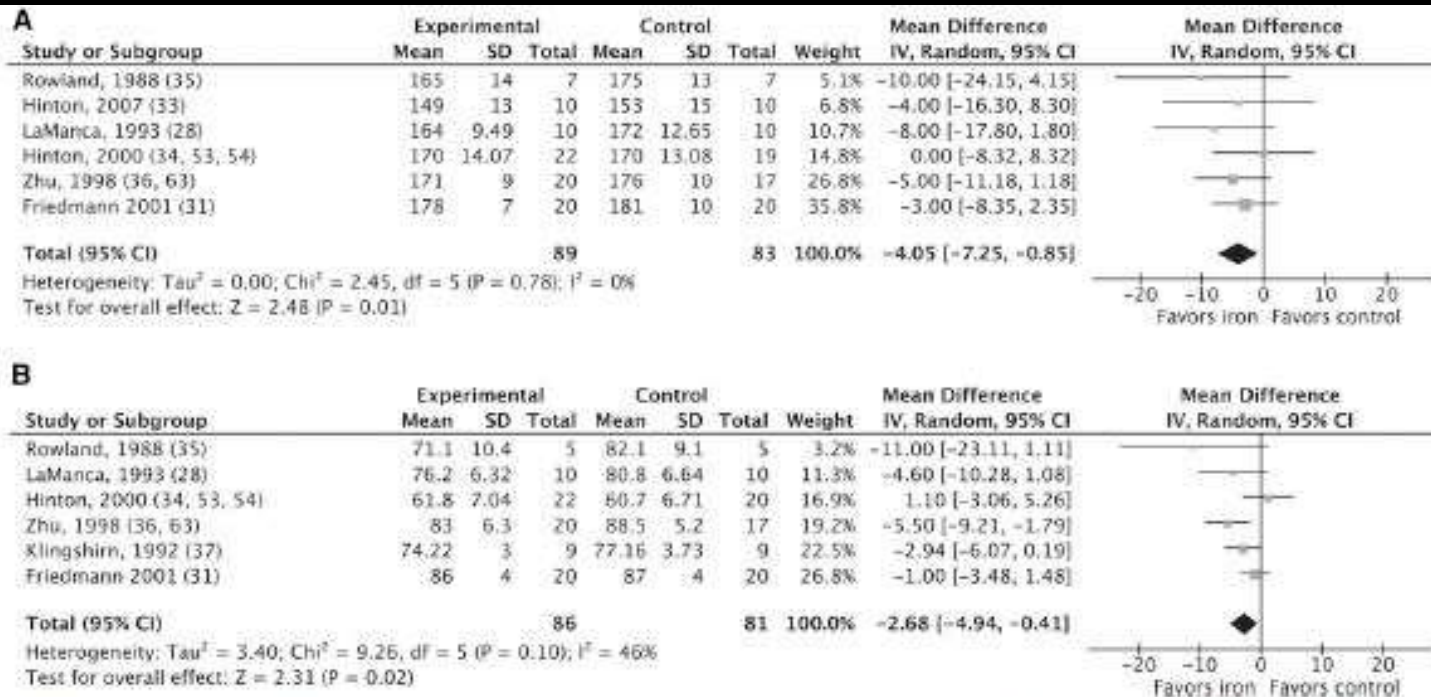 A
Experimental Control Mean Difference Mean Difference
Study or Subgroup Mean SD Total Mean SD Total Weight IV, Random, 95% CI IV, Random, 95% CI
Rowland, 1988 (35) 165 14 7 175 13 7 5.1% −10.00 [−24.15, 4.15]
Hinton, 2007 (33) 149 13 10 153 15 10 6.8% −4.00 [−16.30, 8.30]
LaManca, 1993 (28) 164 9.49 10 172 12.65 10 10.7% −8.00 [−17.80, 1.80]
Hinton, 2000 (34, 53, 54) 170 14.07 22 170 13.08 19 14.8% 0.00 [−8.32, 8.32]
Zhu, 1998 (36, 63) 171 9 20 176 10 17 26.8% −5.00 [−11.18, 1.18]
Friedmann 2001 (31) 178 7 20 181 10 20 35.8% −3.00 [−8.35, 2.35]
Total (95% CI) 89 83 100.0% −4.05 [−7.25, −0.85]
Heterogeneity: Tau² = 0.00; Chi² = 2.45, df = 5 (P = 0.78); I² = 0%
Test for overall effect: Z = 2.48 (P = 0.01)
−20 −10 0 10 20
Favors iron Favors control
B
Experimental Control Mean Difference Mean Difference
Study or Subgroup Mean SD Total Mean SD Total Weight IV, Random, 95% CI IV, Random, 95% CI
Rowland, 1988 (35) 71.1 10.4 5 82.1 9.1 5 3.2% −11.00 [−23.11, 1.11]
LaManca, 1993 (28) 76.2 6.32 10 80.8 6.64 10 11.3% −4.60 [−10.28, 1.08]
Hinton, 2000 (34, 53, 54) 61.8 7.04 22 60.7 6.71 20 16.9% 1.10 [−3.06, 5.26]
Zhu, 1998 (36, 63) 83 6.3 20 88.5 5.2 17 19.2% −5.50 [−9.21, −1.79]
Klingshirn, 1992 (37) 74.22 3 9 77.16 3.73 9 22.5% −2.94 [−6.07, 0.19]
Friedmann 2001 (31) 86 4 20 87 4 20 26.8% −1.00 [−3.48, 1.48]
Total (95% CI) 86 81 100.0% −2.68 [−4.94, −0.41]
Heterogeneity: Tau² = 3.40; Chi² = 9.26, df = 5 (P = 0.10); I² = 46%
Test for overall effect: Z = 2.31 (P = 0.02)
−20 −10 0 10 20
Favors iron Favors control